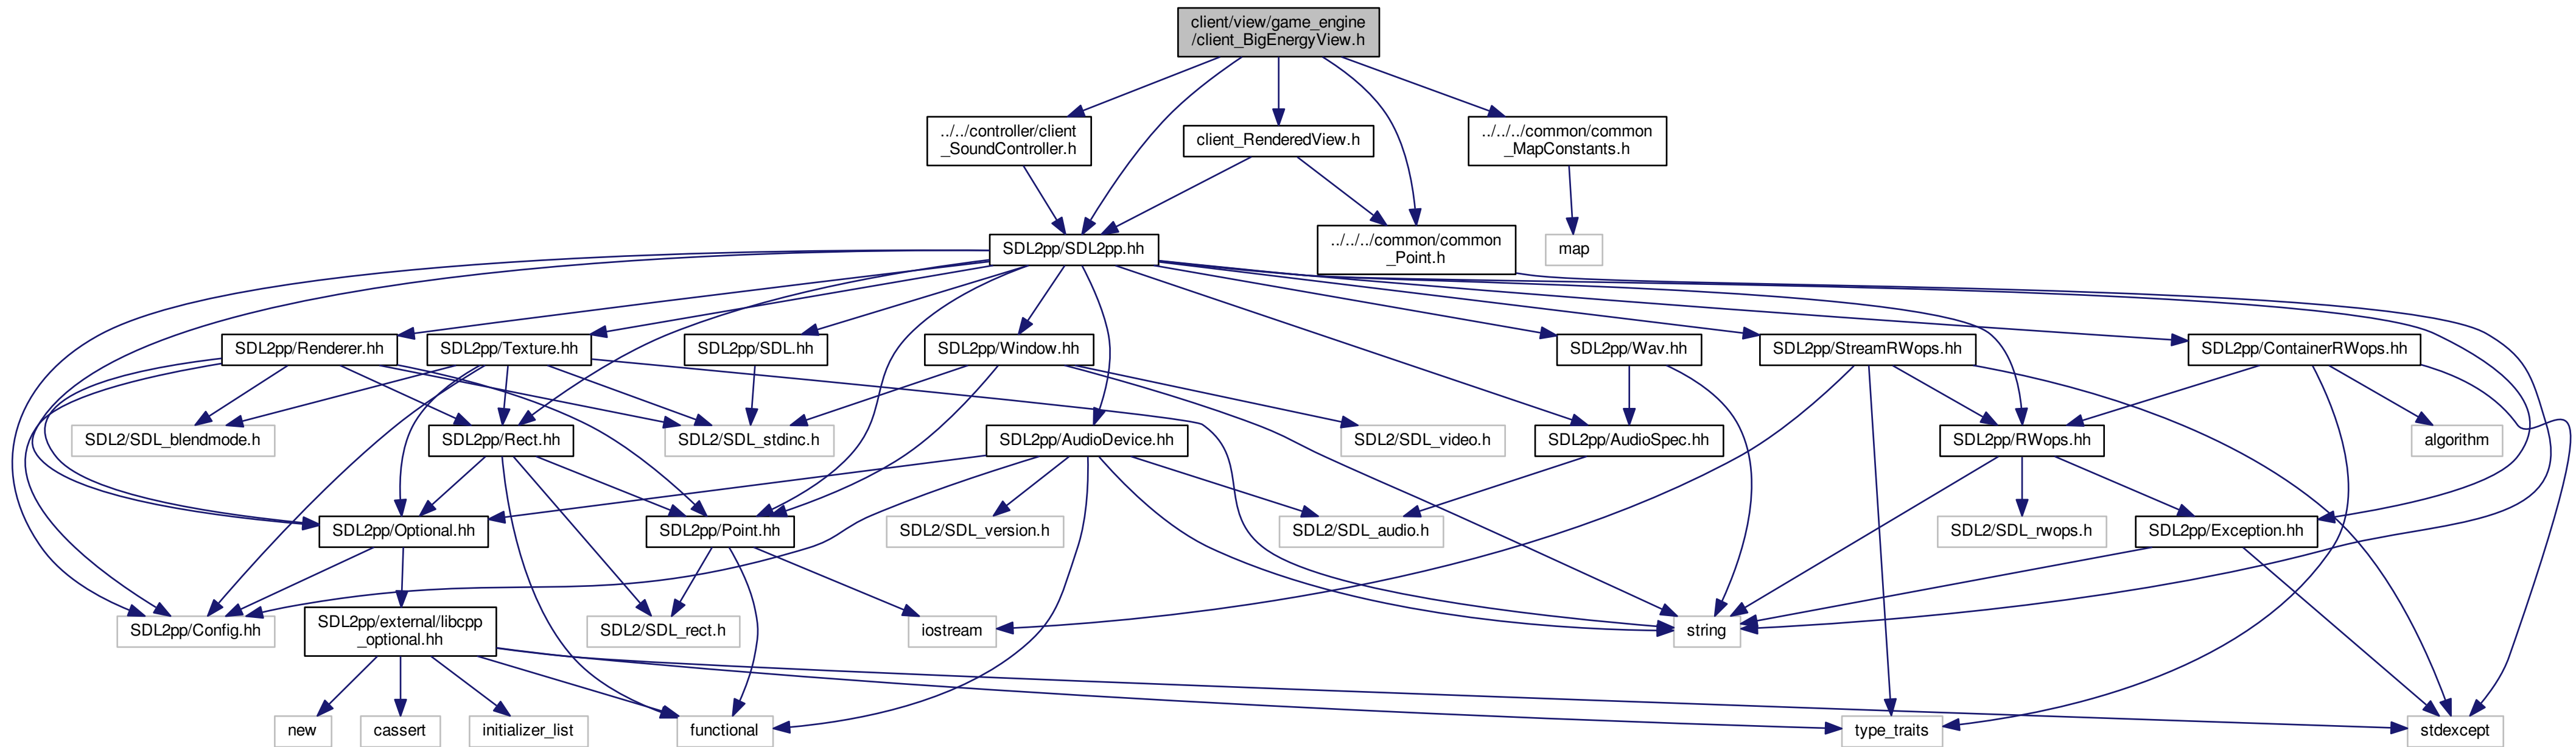 client/view/game_engine
/client_BigEnergyView.h
../../controller/client
_SoundController.h
client_RenderedView.h
../../../common/common
_MapConstants.h
SDL2pp/SDL2pp.hh
../../../common/common
_Point.h
map
SDL2pp/Renderer.hh
SDL2pp/Texture.hh
SDL2pp/SDL.hh
SDL2pp/Window.hh
SDL2pp/Wav.hh
SDL2pp/StreamRWops.hh
SDL2pp/ContainerRWops.hh
SDL2/SDL_blendmode.h
SDL2pp/Rect.hh
SDL2/SDL_stdinc.h
SDL2pp/AudioDevice.hh
SDL2/SDL_video.h
SDL2pp/AudioSpec.hh
SDL2pp/RWops.hh
algorithm
SDL2pp/Optional.hh
SDL2pp/Point.hh
SDL2/SDL_version.h
SDL2/SDL_audio.h
SDL2/SDL_rwops.h
SDL2pp/Exception.hh
SDL2pp/Config.hh
SDL2pp/external/libcpp
_optional.hh
SDL2/SDL_rect.h
iostream
string
new
cassert
initializer_list
functional
type_traits
stdexcept